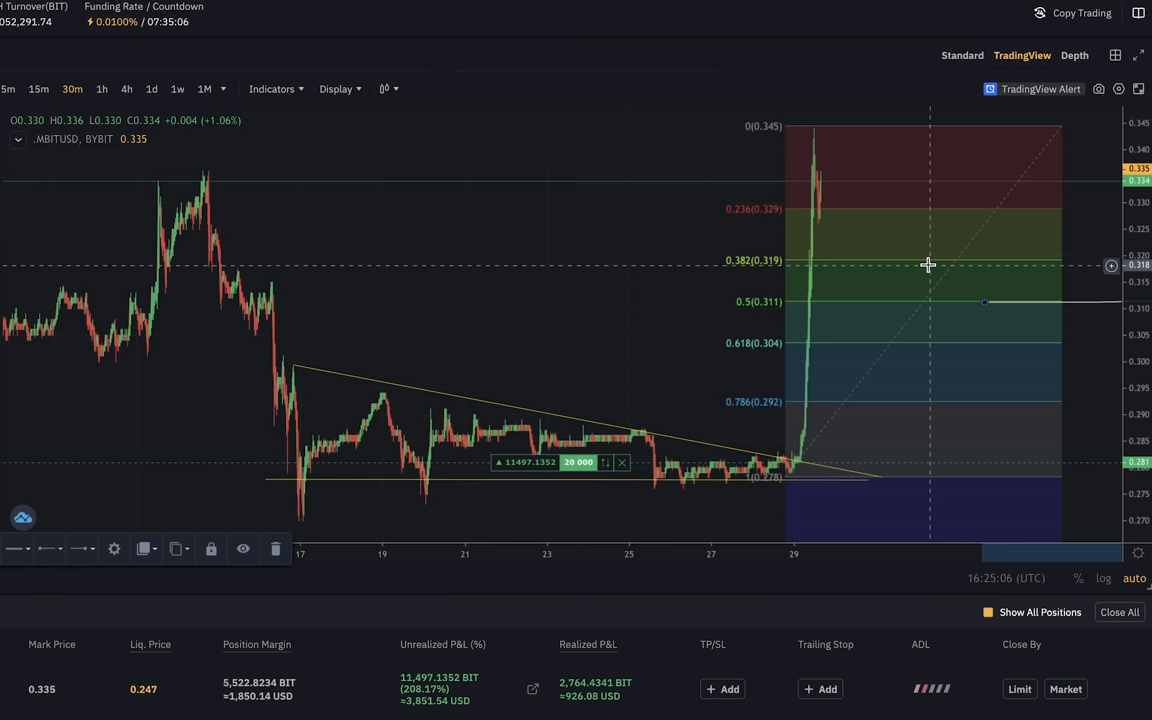 H Turnover(BIT) Funding Rate / Countdown
052,291.74 0.0100% / 07:35:06
Copy Trading
Standard TradingView Depth
5m 15m 30m 1h 4h 1d 1w 1M Indicators Display
TradingView Alert
O0.330 H0.336 L0.330 C0.334 +0.004 (+1.06%)
.MBITUSD, BYBIT 0.335
0(0.345)
0.236(0.329)
0.382(0.319)
0.5(0.311)
0.618(0.304)
0.786(0.292)
1(0.278)
0.345
0.340
0.335
0.334
0.330
0.325
0.320
0.318
0.315
0.310
0.305
0.300
0.295
0.290
0.285
0.281
0.275
0.270
11497.1352 20 000
17 19 21 23 25 27 29
16:25:06 (UTC) % log auto
Show All Positions Close All
Mark Price Liq. Price Position Margin Unrealized P&L (%) Realized P&L TP/SL Trailing Stop ADL Close By
0.335 0.247
5,522.8234 BIT
≈1,850.14 USD
11,497.1352 BIT
(208.17%)
≈3,851.54 USD
2,764.4341 BIT
≈926.08 USD
+ Add + Add Limit Market